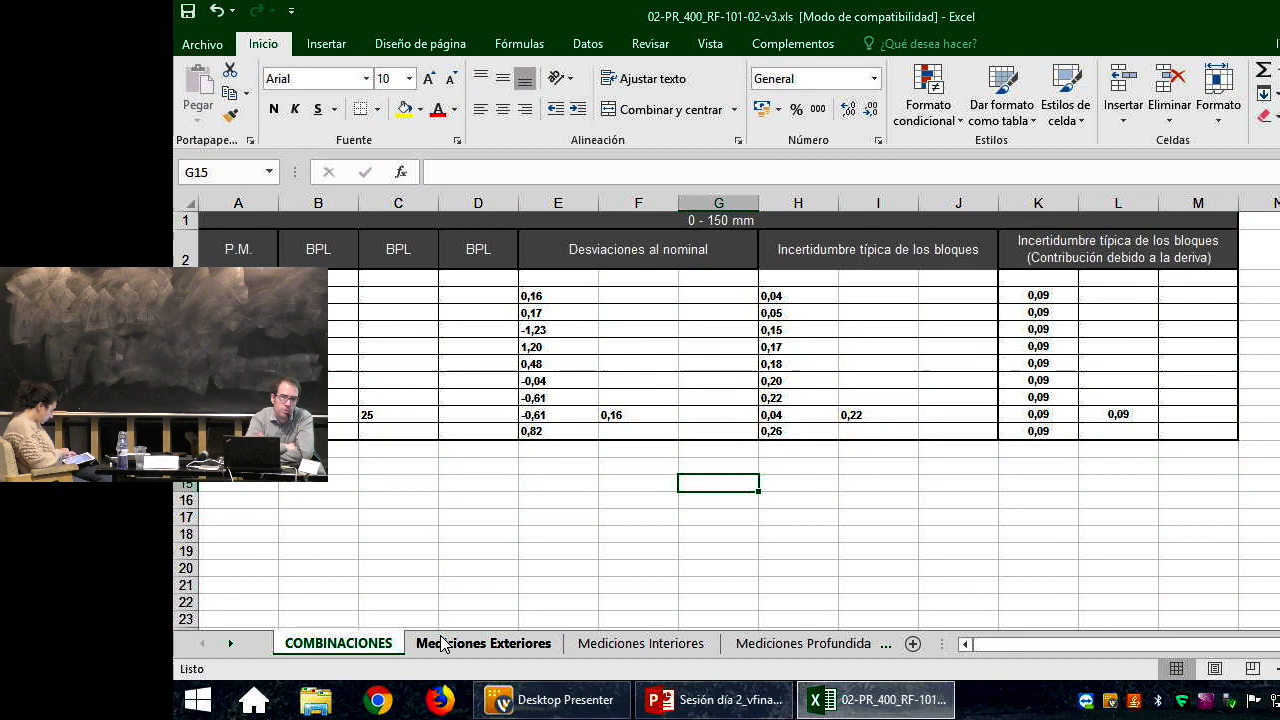 02-PR_400_RF-101-02-v3.xls [Modo de compatibilidad] - Excel
Archivo Inicio Insertar Diseño de página Fórmulas Datos Revisar Vista Complementos ¿Qué desea hacer?
Pegar
Arial 10
N K S
Ajustar texto
Combinar y centrar
General
% 000
Formato condicional
Dar formato como tabla
Estilos de celda
Insertar Eliminar Formato
Portapape... Fuente Alineación Número Estilos Celdas
G15 fx
A B C D E F G H I J K L M
1 0 - 150 mm
2 P.M. BPL BPL BPL Desviaciones al nominal Incertidumbre típica de los bloques Incertidumbre típica de los bloques
(Contribución debido a la deriva)
0,16 0,04 0,09
0,17 0,05 0,09
-1,23 0,15 0,09
1,20 0,17 0,09
0,48 0,18 0,09
-0,04 0,20 0,09
-0,61 0,22 0,09
25 -0,61 0,16 0,04 0,22 0,09 0,09
0,82 0,26 0,09
15
16
17
18
19
20
21
22
23
COMBINACIONES Mediciones Exteriores Mediciones Interiores Mediciones Profundida ...
Listo
Desktop Presenter Sesión día 2_vfina... 02-PR_400_RF-101...